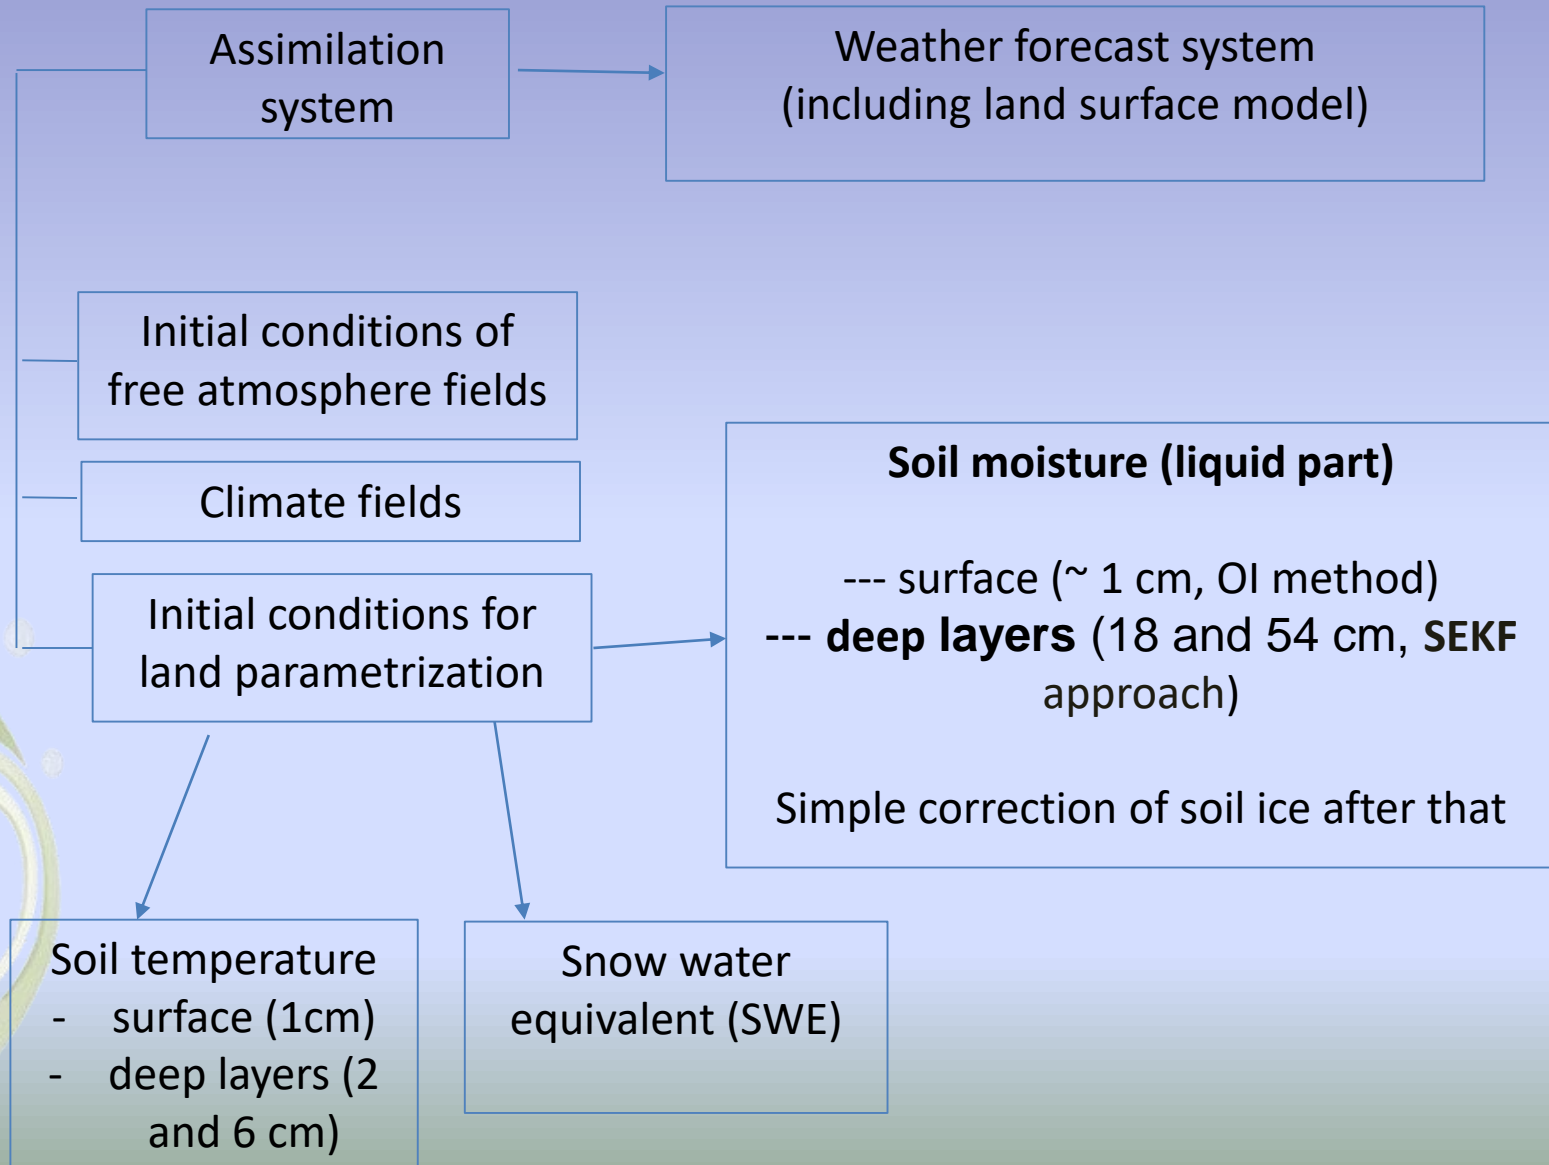 Assimilation
system
Weather forecast system
(including land surface model)
Initial conditions of
free atmosphere fields
Climate fields
Initial conditions for
land parametrization
Soil moisture (liquid part)
--- surface (~ 1 cm, OI method)
--- deep layers (18 and 54 cm, SEKF
approach)
Simple correction of soil ice after that
Soil temperature
- surface (1cm)
- deep layers (2
and 6 cm)
Snow water
equivalent (SWE)